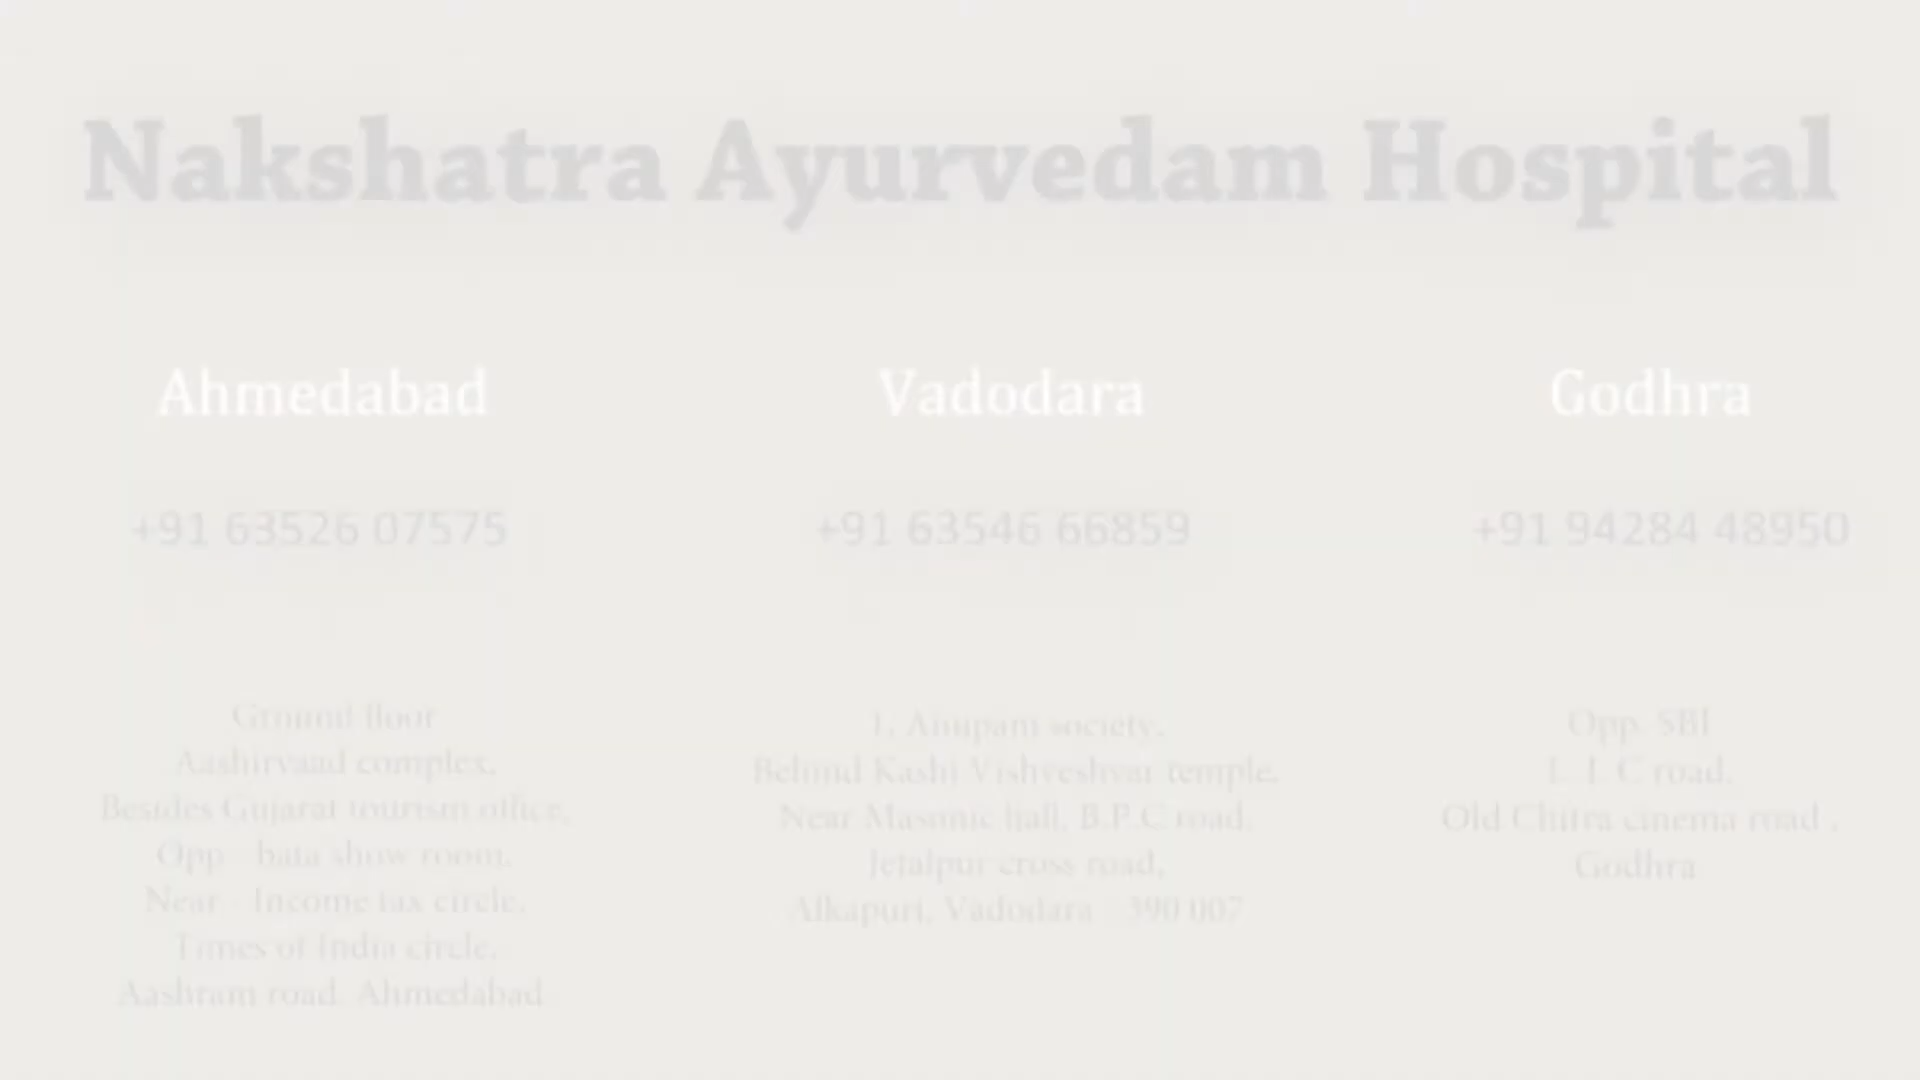 Nakshatra Ayurvedam Hospital
Ahmedabad
+91 63526 07575
Ground floor
Aashirvaad complex,
Besides Gujarat tourism office,
Opp - bata show room,
Near - Income tax circle,
Times of India circle,
Aashram road, Ahmedabad
Vadodara
+91 63546 66859
1, Anupam society,
Behind Kashi Vishveshvar temple,
Near Masonic hall, B.P.C road,
Jetalpur cross road,
Alkapuri, Vadodara - 390 007
Godhra
+91 94284 48950
Opp. SBI
L. I. C road,
Old Chitra cinema road .
Godhra